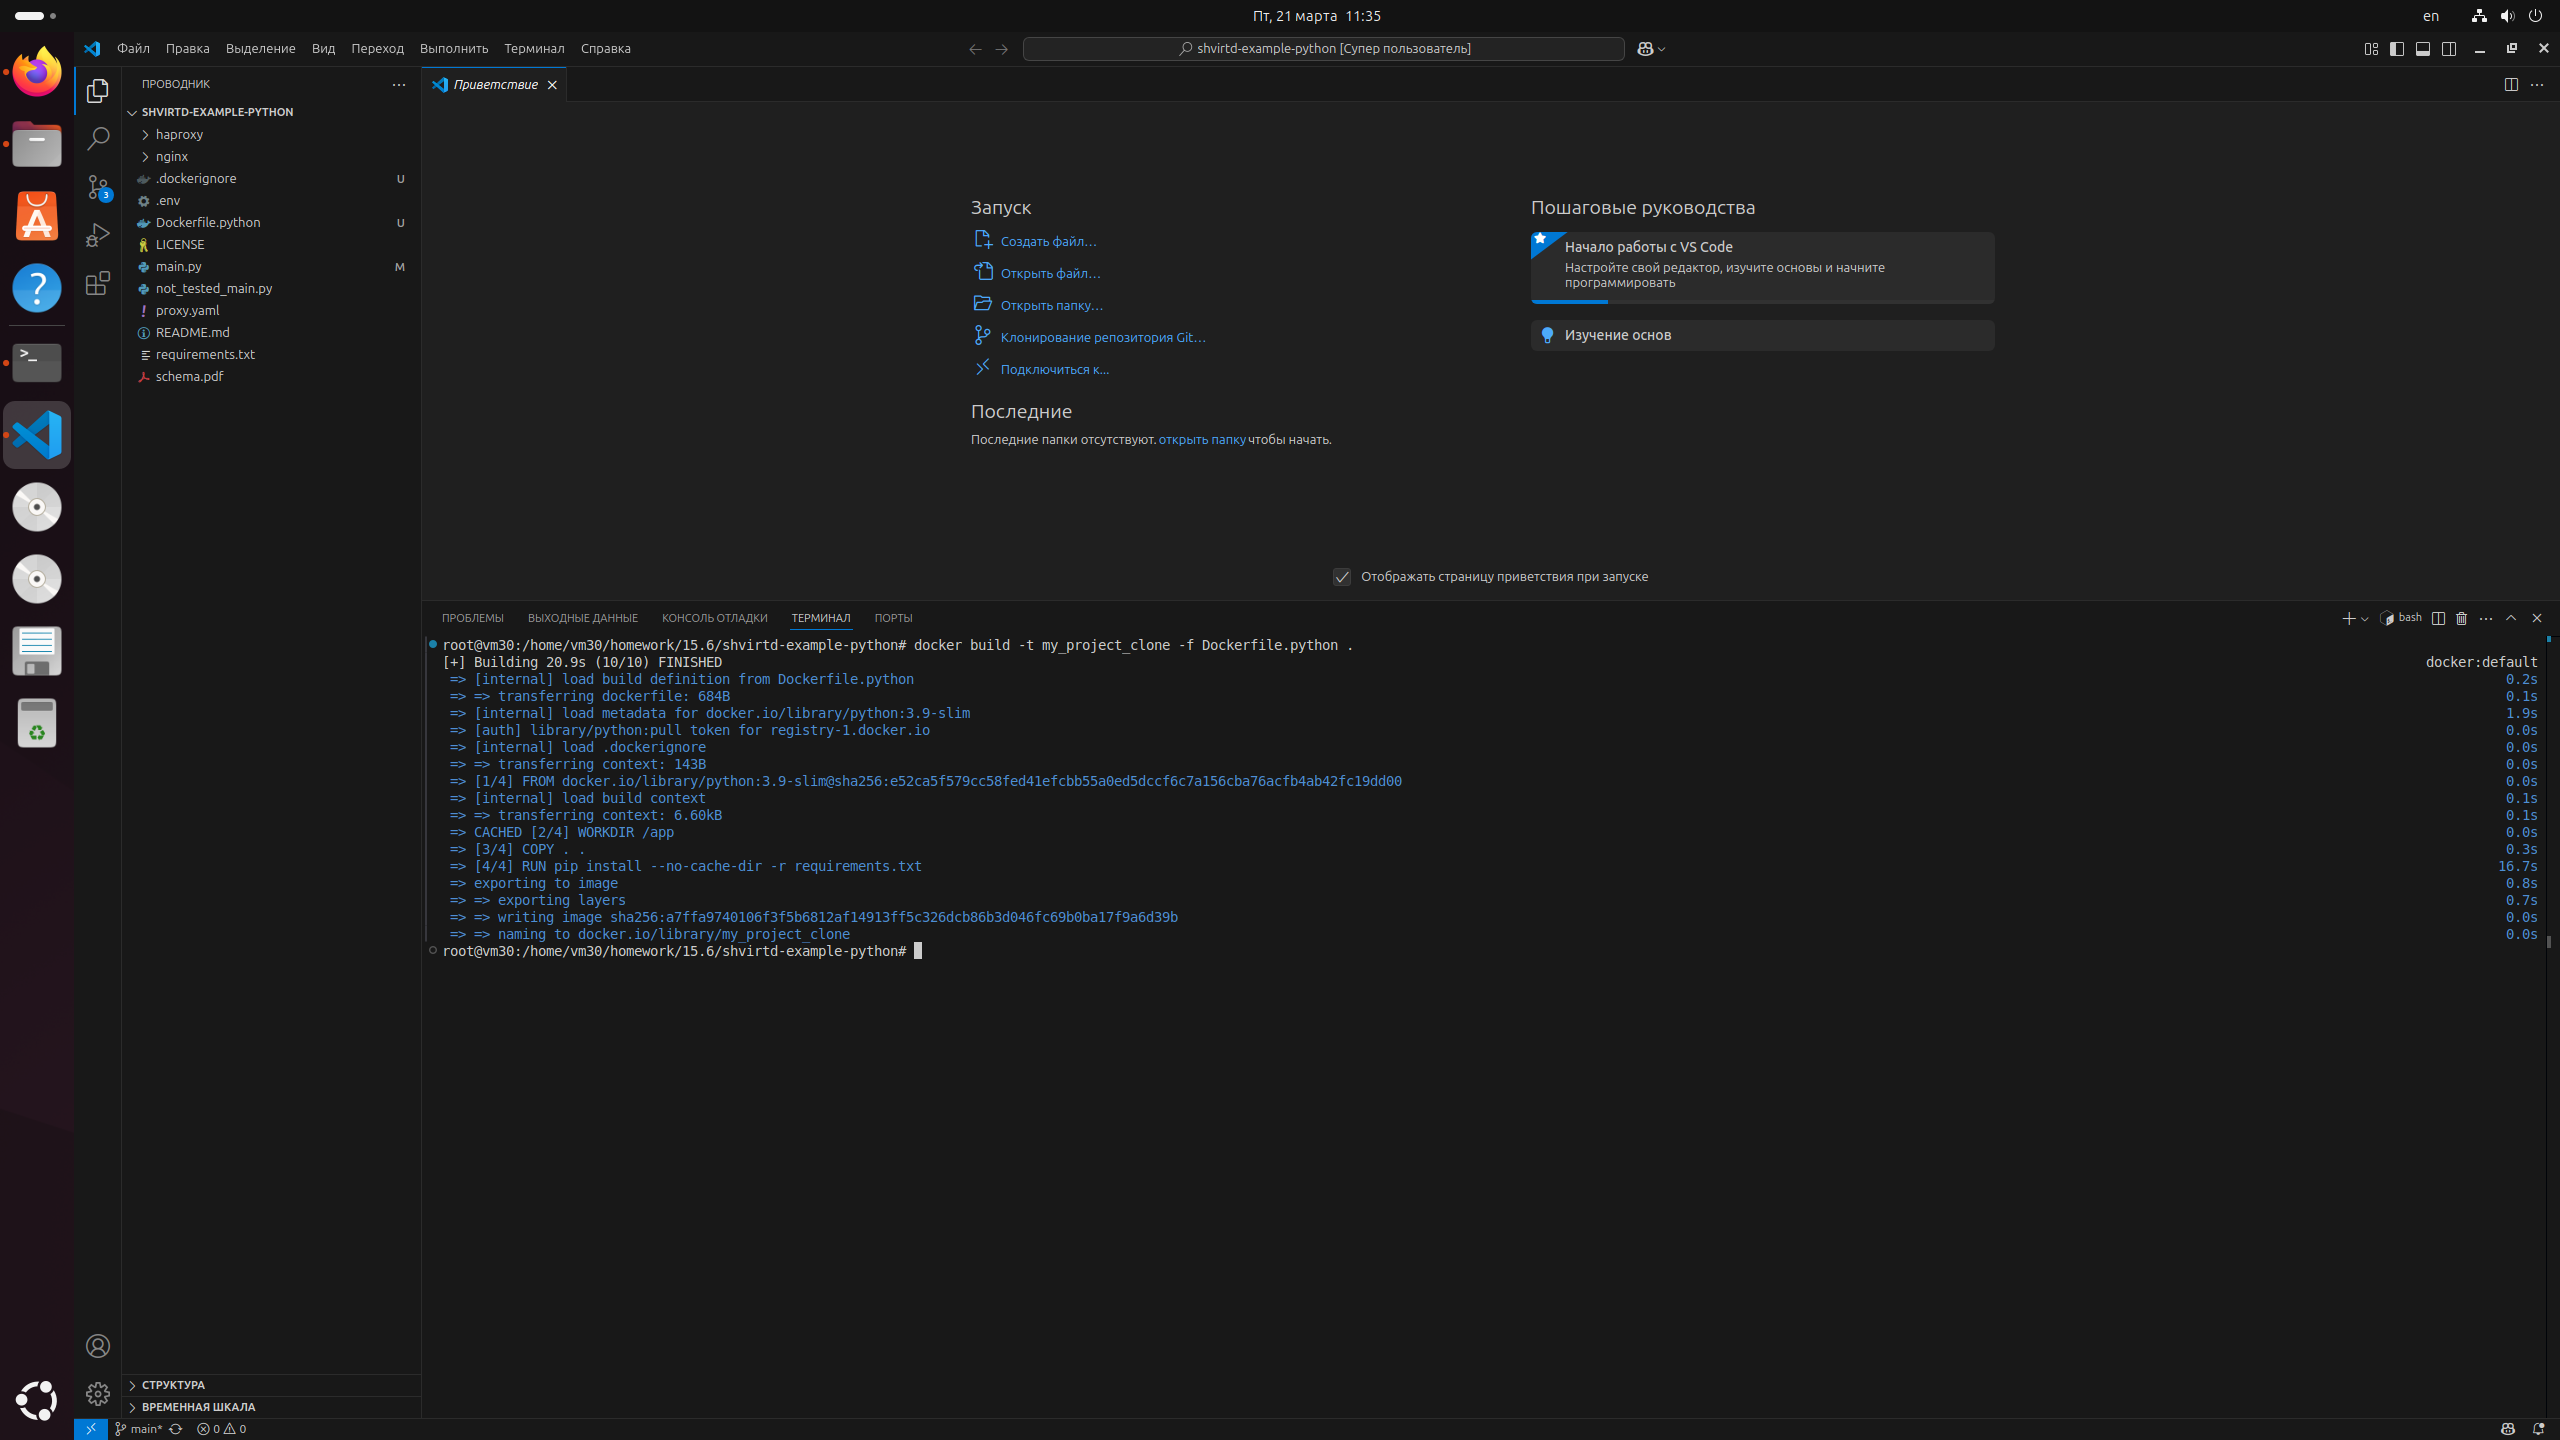 Пт, 21 марта 11:35
en
Файл Правка Выделение Вид Переход Выполнить Терминал Справка
shvirtd-example-python [Супер пользователь]
ПРОВОДНИК
SHVIRTD-EXAMPLE-PYTHON
haproxy
nginx
.dockerignore U
.env
Dockerfile.python U
LICENSE
main.py M
not_tested_main.py
proxy.yaml
README.md
requirements.txt
schema.pdf
СТРУКТУРА
ВРЕМЕННАЯ ШКАЛА
3
Приветствие
Запуск
Создать файл...
Открыть файл...
Открыть папку...
Клонирование репозитория Git...
Подключиться к...
Последние
Последние папки отсутствуют. открыть папку чтобы начать.
Пошаговые руководства
Начало работы с VS Code
Настройте свой редактор, изучите основы и начните
программировать
Изучение основ
Отображать страницу приветствия при запуске
ПРОБЛЕМЫ ВЫХОДНЫЕ ДАННЫЕ КОНСОЛЬ ОТЛАДКИ ТЕРМИНАЛ ПОРТЫ
bash
root@vm30:/home/vm30/homework/15.6/shvirtd-example-python# docker build -t my_project_clone -f Dockerfile.python .
[+] Building 20.9s (10/10) FINISHED docker:default
=> [internal] load build definition from Dockerfile.python 0.2s
=> => transferring dockerfile: 684B 0.1s
=> [internal] load metadata for docker.io/library/python:3.9-slim 1.9s
=> [auth] library/python:pull token for registry-1.docker.io 0.0s
=> [internal] load .dockerignore 0.0s
=> => transferring context: 143B 0.0s
=> [1/4] FROM docker.io/library/python:3.9-slim@sha256:e52ca5f579cc58fed41efcbb55a0ed5dccf6c7a156cba76acfb4ab42fc19dd00 0.0s
=> [internal] load build context 0.1s
=> => transferring context: 6.60kB 0.1s
=> CACHED [2/4] WORKDIR /app 0.0s
=> [3/4] COPY . . 0.3s
=> [4/4] RUN pip install --no-cache-dir -r requirements.txt 16.7s
=> exporting to image 0.8s
=> => exporting layers 0.7s
=> => writing image sha256:a7ffa9740106f3f5b6812af14913ff5c326dcb86b3d046fc69b0ba17f9a6d39b 0.0s
=> => naming to docker.io/library/my_project_clone 0.0s
root@vm30:/home/vm30/homework/15.6/shvirtd-example-python#
main* 0 0